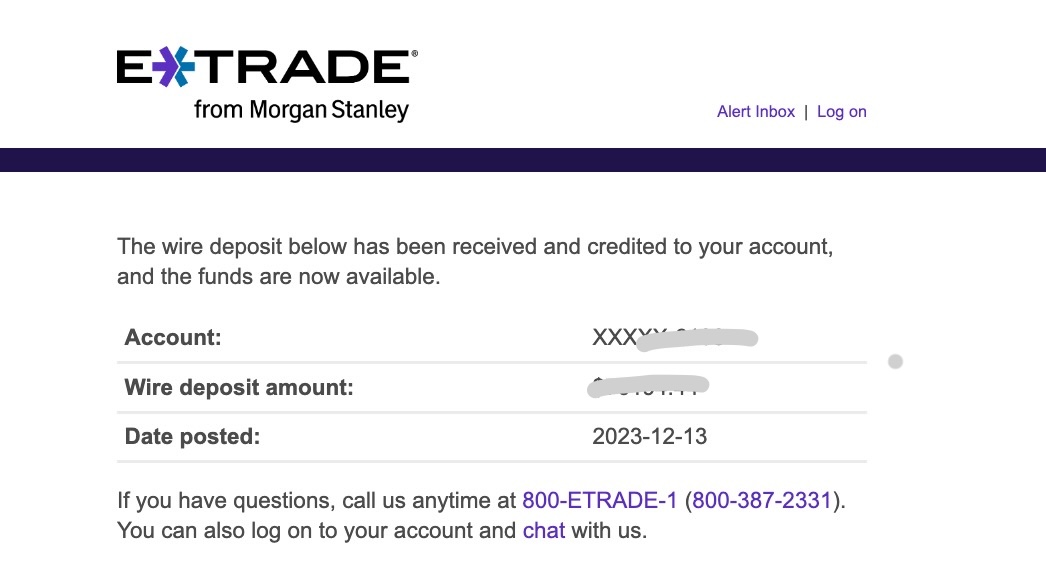 E*TRADE®
from Morgan Stanley
Alert Inbox | Log on
The wire deposit below has been received and credited to your account,
and the funds are now available.
Account:
Wire deposit amount:
Date posted: 2023-12-13
If you have questions, call us anytime at 800-ETRADE-1 (800-387-2331).
You can also log on to your account and chat with us.